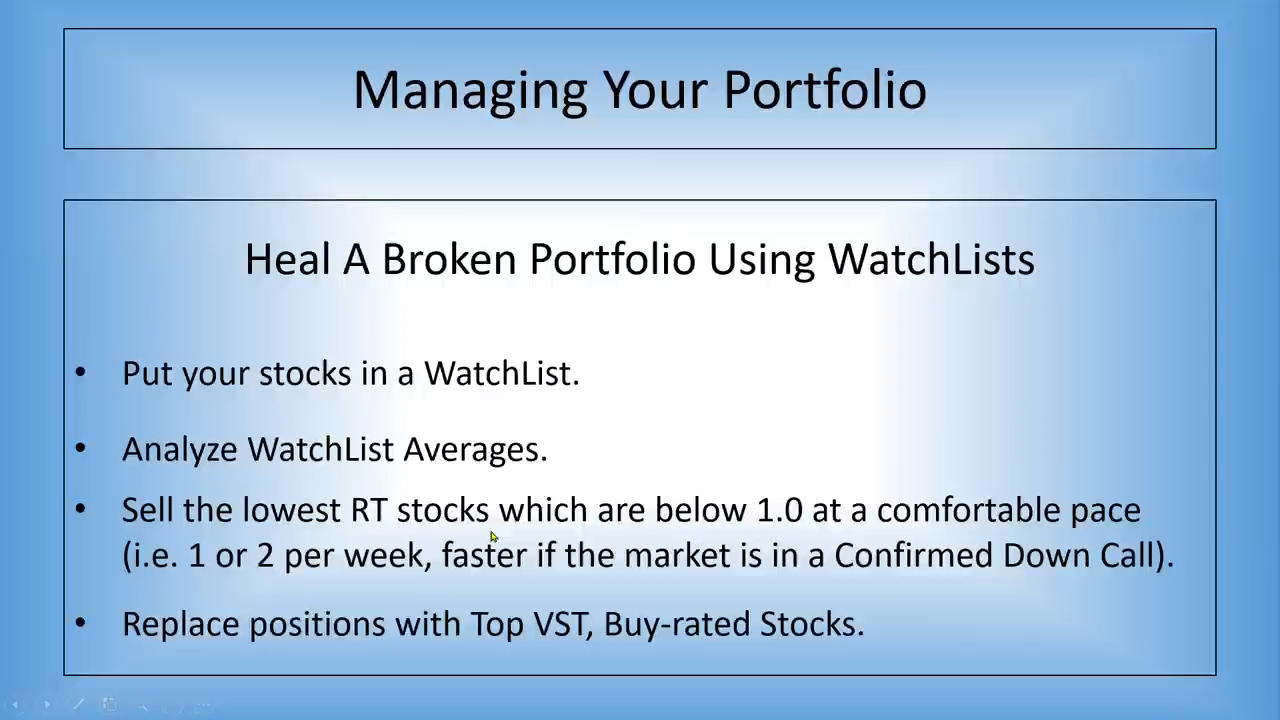 Managing Your Portfolio
Heal A Broken Portfolio Using WatchLists
• Put your stocks in a WatchList.
• Analyze WatchList Averages.
• Sell the lowest RT stocks which are below 1.0 at a comfortable pace
(i.e. 1 or 2 per week, faster if the market is in a Confirmed Down Call).
• Replace positions with Top VST, Buy-rated Stocks.